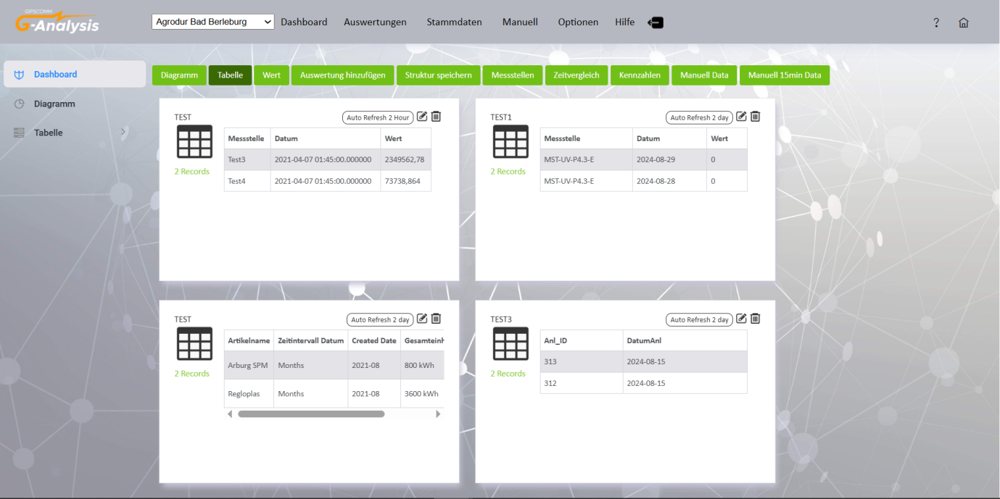 GIPSCOMM
G-Analysis
Agrodur Bad Berleburg Dashboard Auswertungen Stammdaten Manuell Optionen Hilfe ?
Dashboard
Diagramm
Tabelle
Diagramm Tabelle Wert Auswertung hinzufügen Struktur speichern Messstellen Zeitvergleich Kennzahlen Manuell Data Manuell 15min Data
TEST Auto Refresh 2 Hour
2 Records
Messstelle Datum Wert
Test3 2021-04-07 01:45:00.000000 2349562,78
Test4 2021-04-07 01:45:00.000000 73738,864
TEST1 Auto Refresh 2 day
2 Records
Messstelle Datum Wert
MST-UV-P4.3-E 2024-08-29 0
MST-UV-P4.3-E 2024-08-28 0
TEST Auto Refresh 2 day
2 Records
Artikelname Zeitintervall Datum Created Date Gesamteinh
Arburg SPM Months 2021-08 800 kWh
Regloplas Months 2021-08 3600 kWh
TEST3 Auto Refresh 2 day
2 Records
Anl_ID DatumAnl
313 2024-08-15
312 2024-08-15